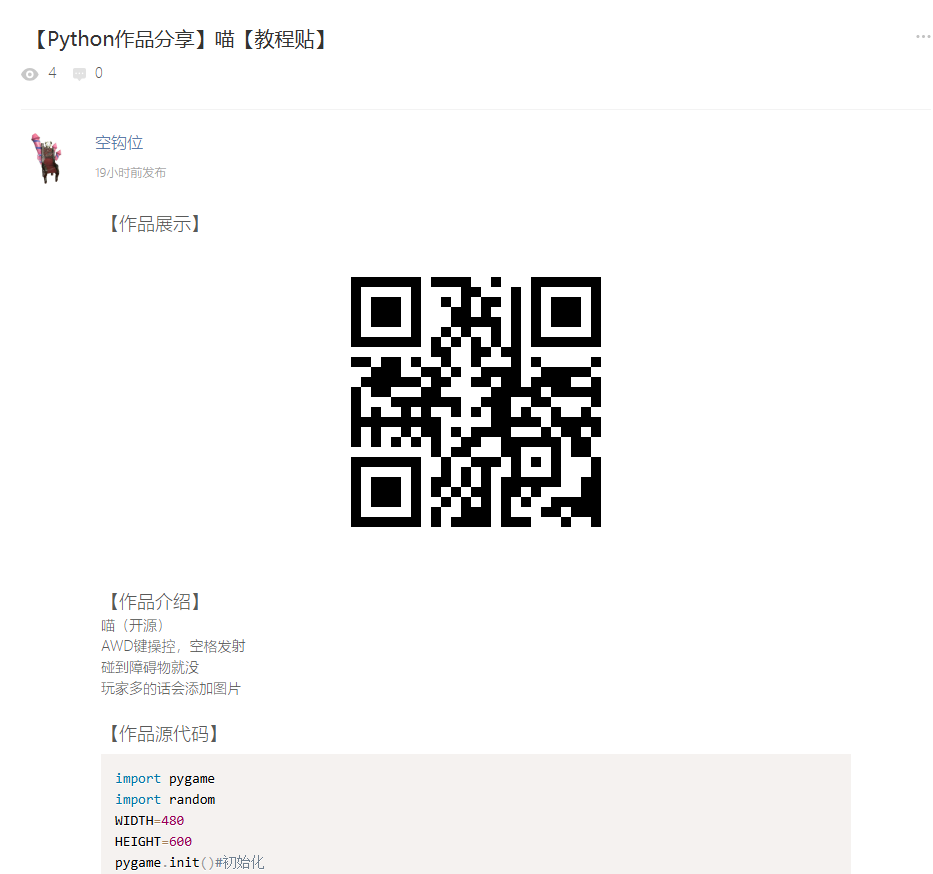 【Python作品分享】喵【教程贴】
4 0
空钩位
19小时前发布
【作品展示】
【作品介绍】
喵（开源）
AWD键操控，空格发射
碰到障碍物就没
玩家多的话会添加图片
【作品源代码】
import pygame
import random
WIDTH=480
HEIGHT=600
pygame.init()#初始化